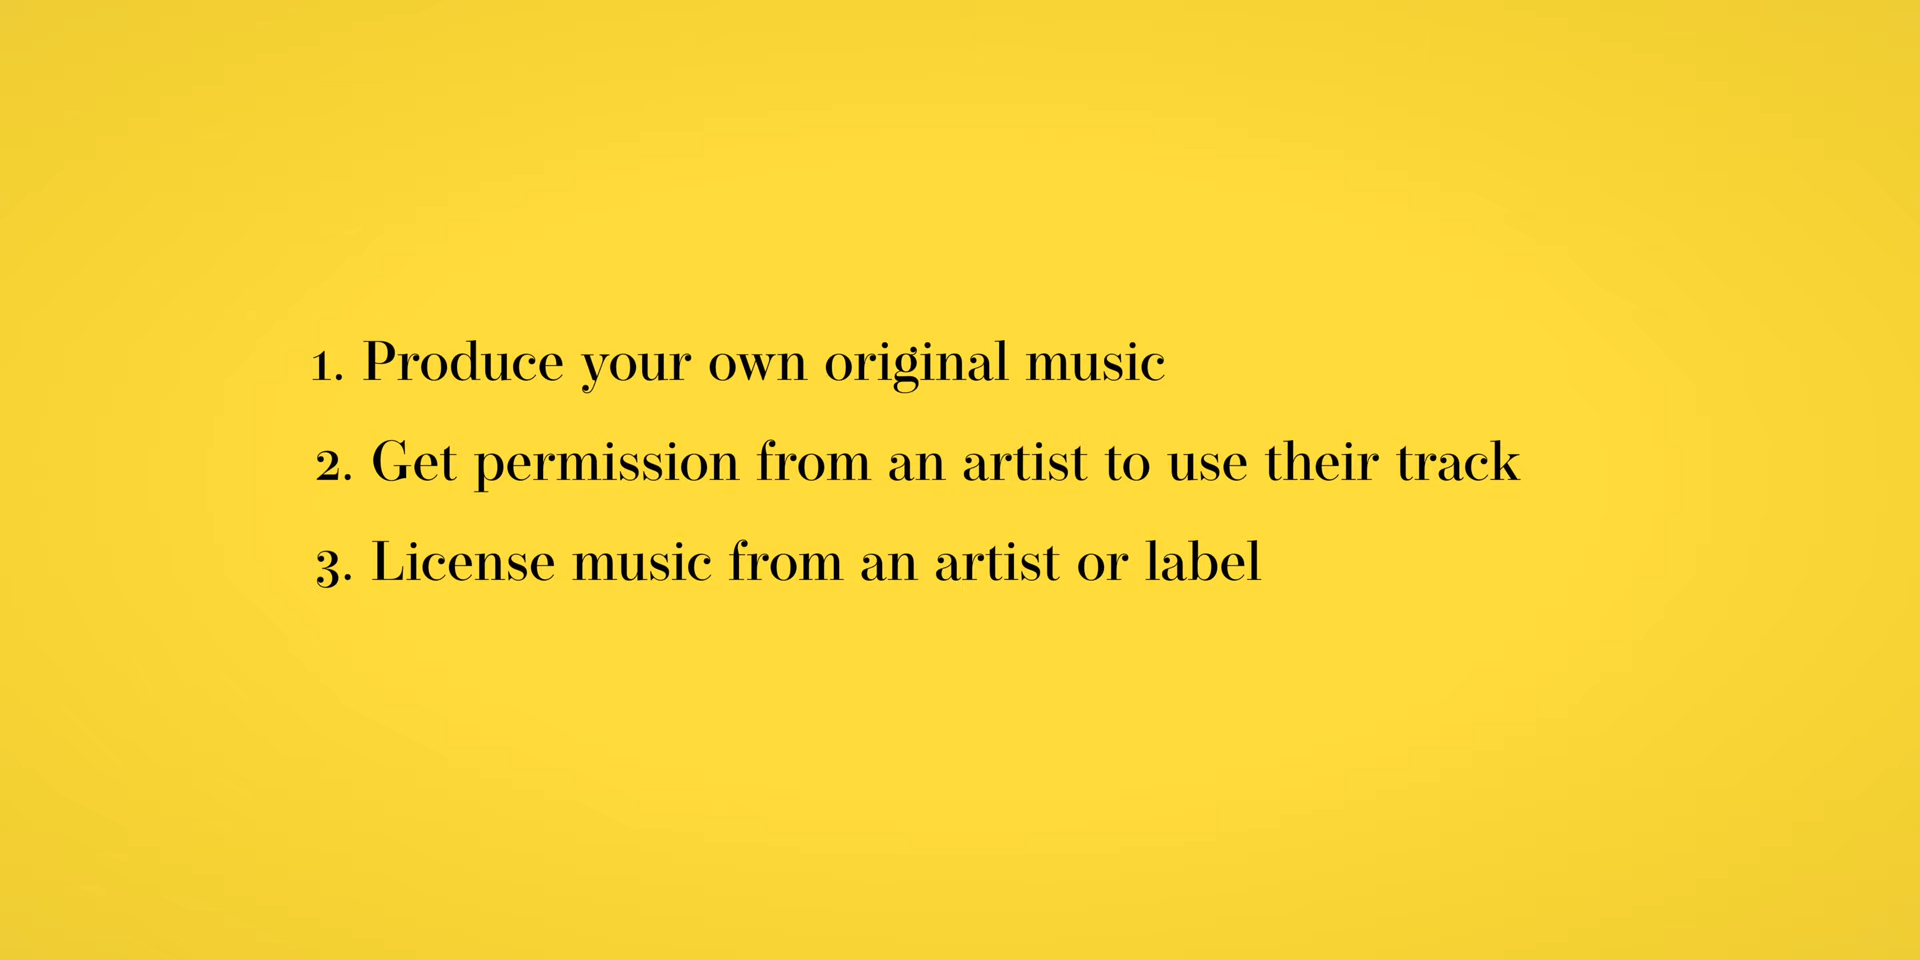 1. Produce your own original music
2. Get permission from an artist to use their track
3. License music from an artist or label